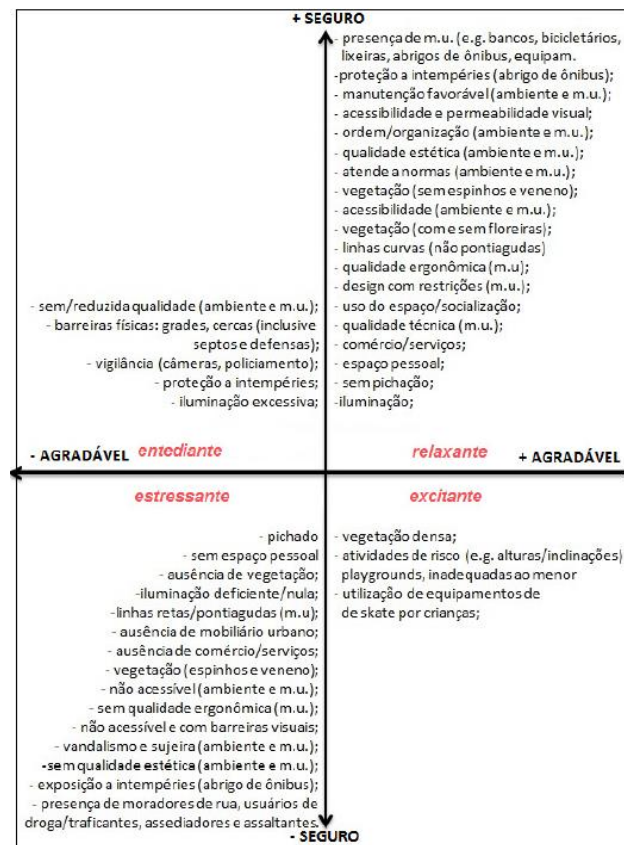 + SEGURO
- presença de m.u. (e.g. bancos, bicicletários,
lixeiras, abrigos de ônibus, equipam.
-proteção a intempéries (abrigo de ônibus);
- manutenção favorável (ambiente e m.u.);
- acessibilidade e permeabilidade visual;
- ordem/organização (ambiente e m.u.);
- qualidade estética (ambiente e m.u.);
- atende a normas (ambiente e m.u.);
- vegetação (sem espinhos e veneno);
- acessibilidade (ambiente e m.u.);
- vegetação (com e sem floreiras);
- linhas curvas (não pontiagudas)
- qualidade ergonômica (m.u);
- design com restrições (m.u.);
- uso do espaço/socialização;
- qualidade técnica (m.u.);
- comércio/serviços;
- espaço pessoal;
- sem pichação;
-iluminação;
- sem/reduzida qualidade (ambiente e m.u.);
- barreiras físicas: grades, cercas (inclusive
septos e defensas);
- vigilância (câmeras, policiamento);
- proteção a intempéries;
- iluminação excessiva;
- AGRADÁVEL
entediante
relaxante
+ AGRADÁVEL
estressante
excitante
- pichado
- sem espaço pessoal
- ausência de vegetação;
-iluminação deficiente/nula;
-linhas retas/pontiagudas (m.u);
- ausência de mobiliário urbano;
- ausência de comércio/serviços;
- vegetação (espinhos e veneno);
- não acessível (ambiente e m.u.);
- sem qualidade ergonômica (m.u.);
- não acessível e com barreiras visuais;
- vandalismo e sujeira (ambiente e m.u.);
-sem qualidade estética (ambiente e m.u.);
- exposição a intempéries (abrigo de ônibus);
- presença de moradores de rua, usuários de
droga/traficantes, assediadores e assaltantes.
- vegetação densa;
- atividades de risco (e.g. alturas/inclinações)
playgrounds, inadequadas ao menor
- utilização de equipamentos de
de skate por crianças;
- SEGURO